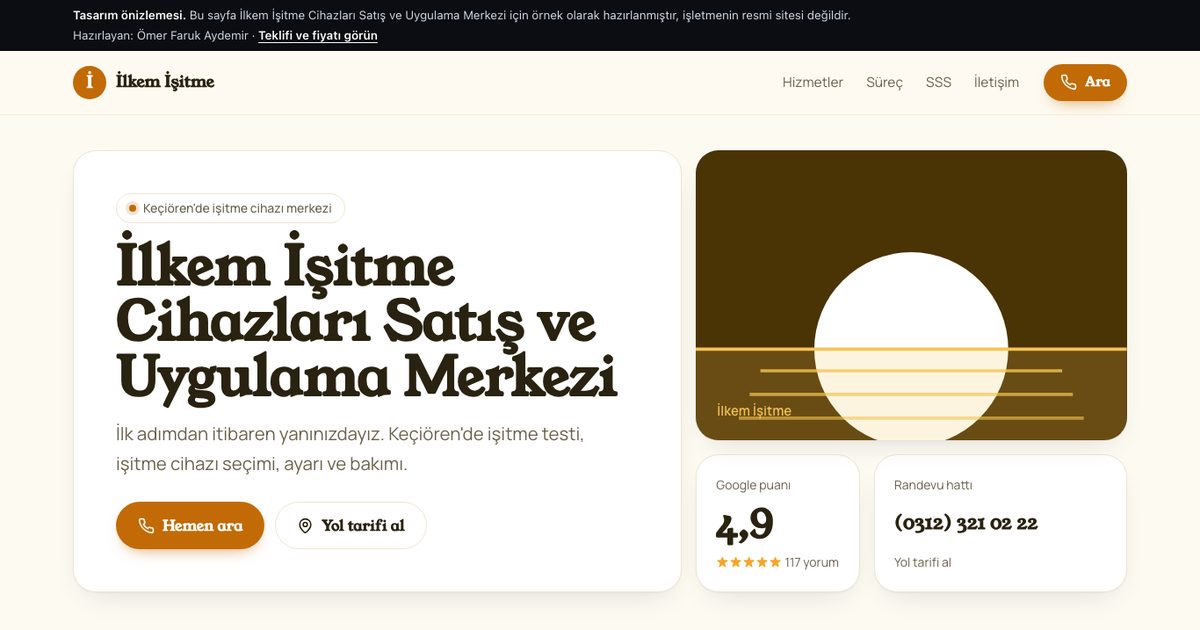 Tasarım önizlemesi. Bu sayfa İlkem İşitme Cihazları Satış ve Uygulama Merkezi için örnek olarak hazırlanmıştır, işletmenin resmi sitesi değildir.
Hazırlayan: Ömer Faruk Aydemir · Teklifi ve fiyatı görün
İ İlkem İşitme
Hizmetler Süreç SSS İletişim Ara
Keçiören'de işitme cihazı merkezi
İlkem İşitme
Cihazları Satış ve
Uygulama Merkezi
İlk adımdan itibaren yanınızdayız. Keçiören'de işitme testi,
işitme cihazı seçimi, ayarı ve bakımı.
Hemen ara Yol tarifi al
İlkem İşitme
Google puanı
4,9
117 yorum
Randevu hattı
(0312) 321 02 22
Yol tarifi al